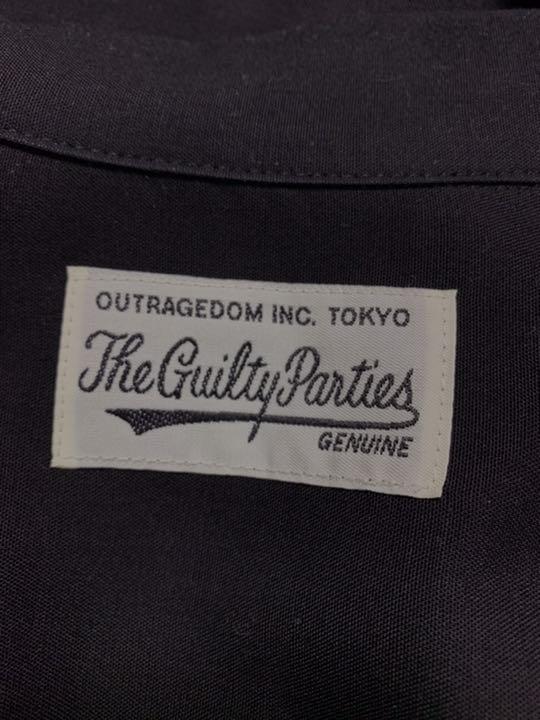 OUTRAGEDOM INC. TOKYO
The Guilty Parties
GENUINE